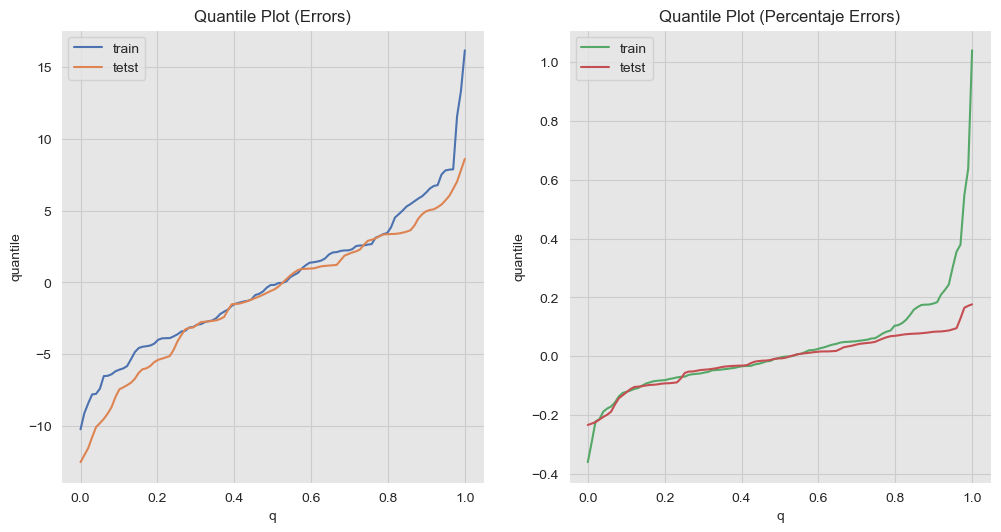 Quantile Plot (Errors)
train
tetst
quantile
15
10
5
0
−5
−10
0.0 0.2 0.4 0.6 0.8 1.0
q
Quantile Plot (Percentaje Errors)
train
tetst
quantile
1.0
0.8
0.6
0.4
0.2
0.0
−0.2
−0.4
0.0 0.2 0.4 0.6 0.8 1.0
q